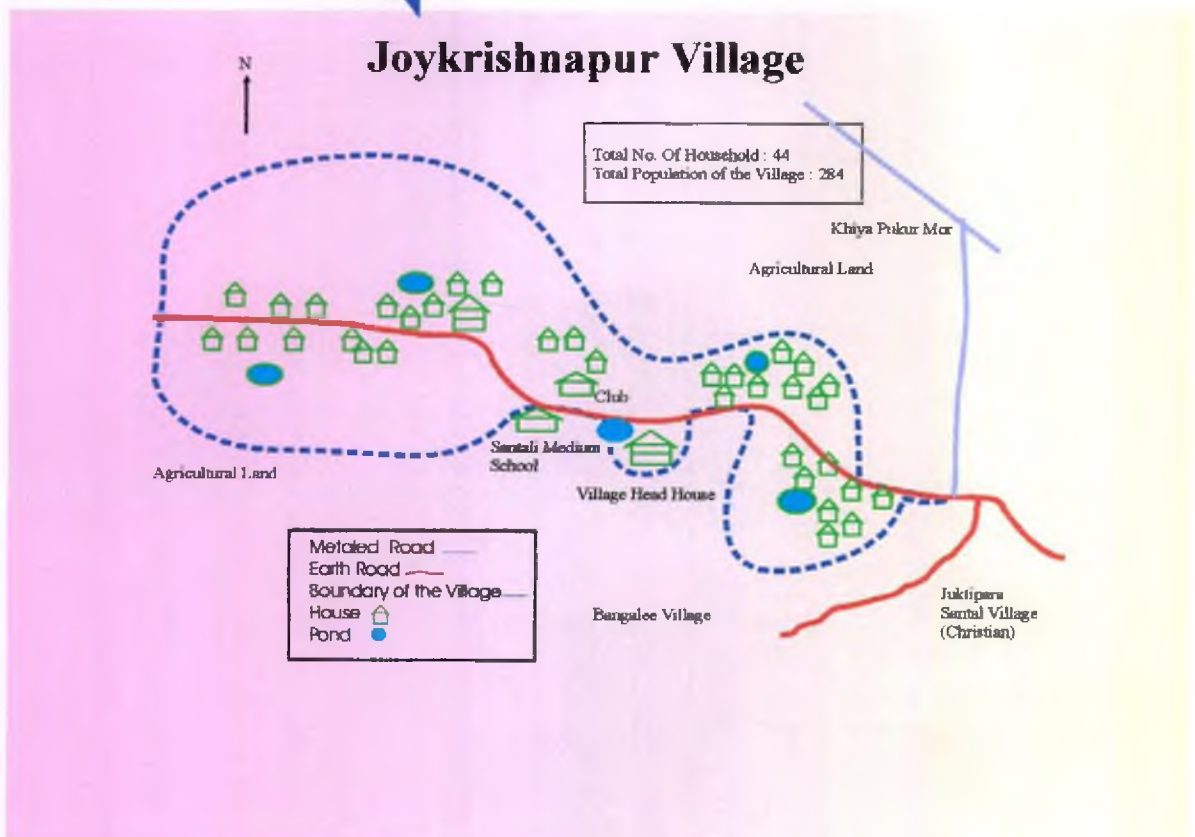 Joykrishnapur Village
N
Total No. Of Household : 44
Total Population of the Village : 284
Khiya Pukur Mor
Agricultural Land
Club
Santali Medium
School
Agricultural Land
Village Head House
Metaled Road
Earth Road
Boundary of the Village
House
Pond
Bangalee Village
Juktipara
Santal Village
(Christian)